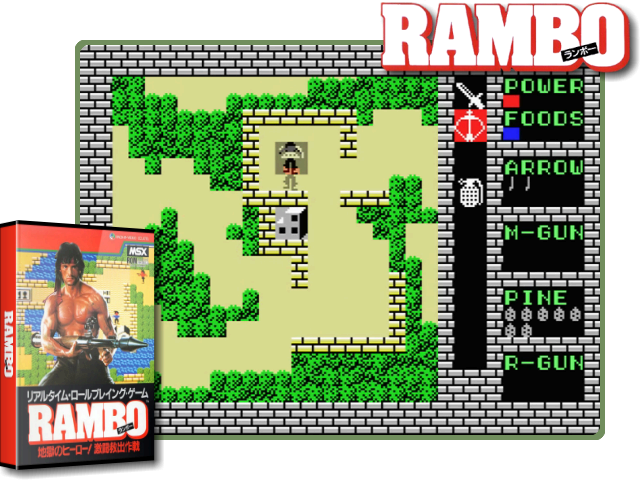 RAMBO
ランボー
POWER
FOODS
ARROW
M-GUN
PINE
R-GUN
MSX
RAMBO
リアルタイム・ロールプレイング・ゲーム
RAMBO
ランボー
地獄のヒーロー!激闘救出作戦